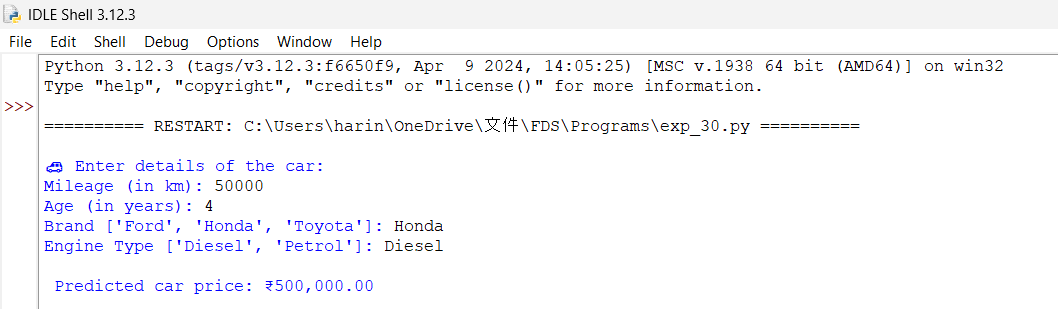 IDLE Shell 3.12.3
File Edit Shell Debug Options Window Help
Python 3.12.3 (tags/v3.12.3:f6650f9, Apr  9 2024, 14:05:25) [MSC v.1938 64 bit (AMD64)] on win32
Type "help", "copyright", "credits" or "license()" for more information.
>>>
========== RESTART: C:\Users\harin\OneDrive\文件\FDS\Programs\exp_30.py ==========
🚙 Enter details of the car:
Mileage (in km): 50000
Age (in years): 4
Brand ['Ford', 'Honda', 'Toyota']: Honda
Engine Type ['Diesel', 'Petrol']: Diesel
Predicted car price: ₹500,000.00